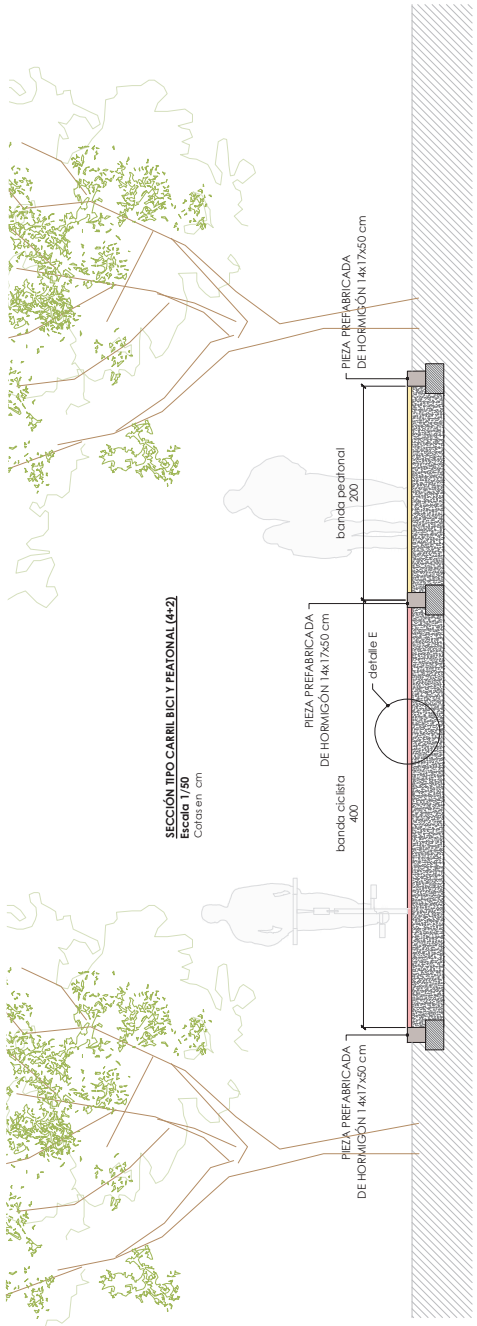 SECCIÓN TIPO CARRIL BICI Y PEATONAL (4+2)
Escala 1/50
Cotas en cm
PIEZA PREFABRICADA
DE HORMIGÓN 14x17x50 cm
banda ciclista
400
PIEZA PREFABRICADA
DE HORMIGÓN 14x17x50 cm
detalle E
banda peatonal
200
PIEZA PREFABRICADA
DE HORMIGÓN 14x17x50 cm